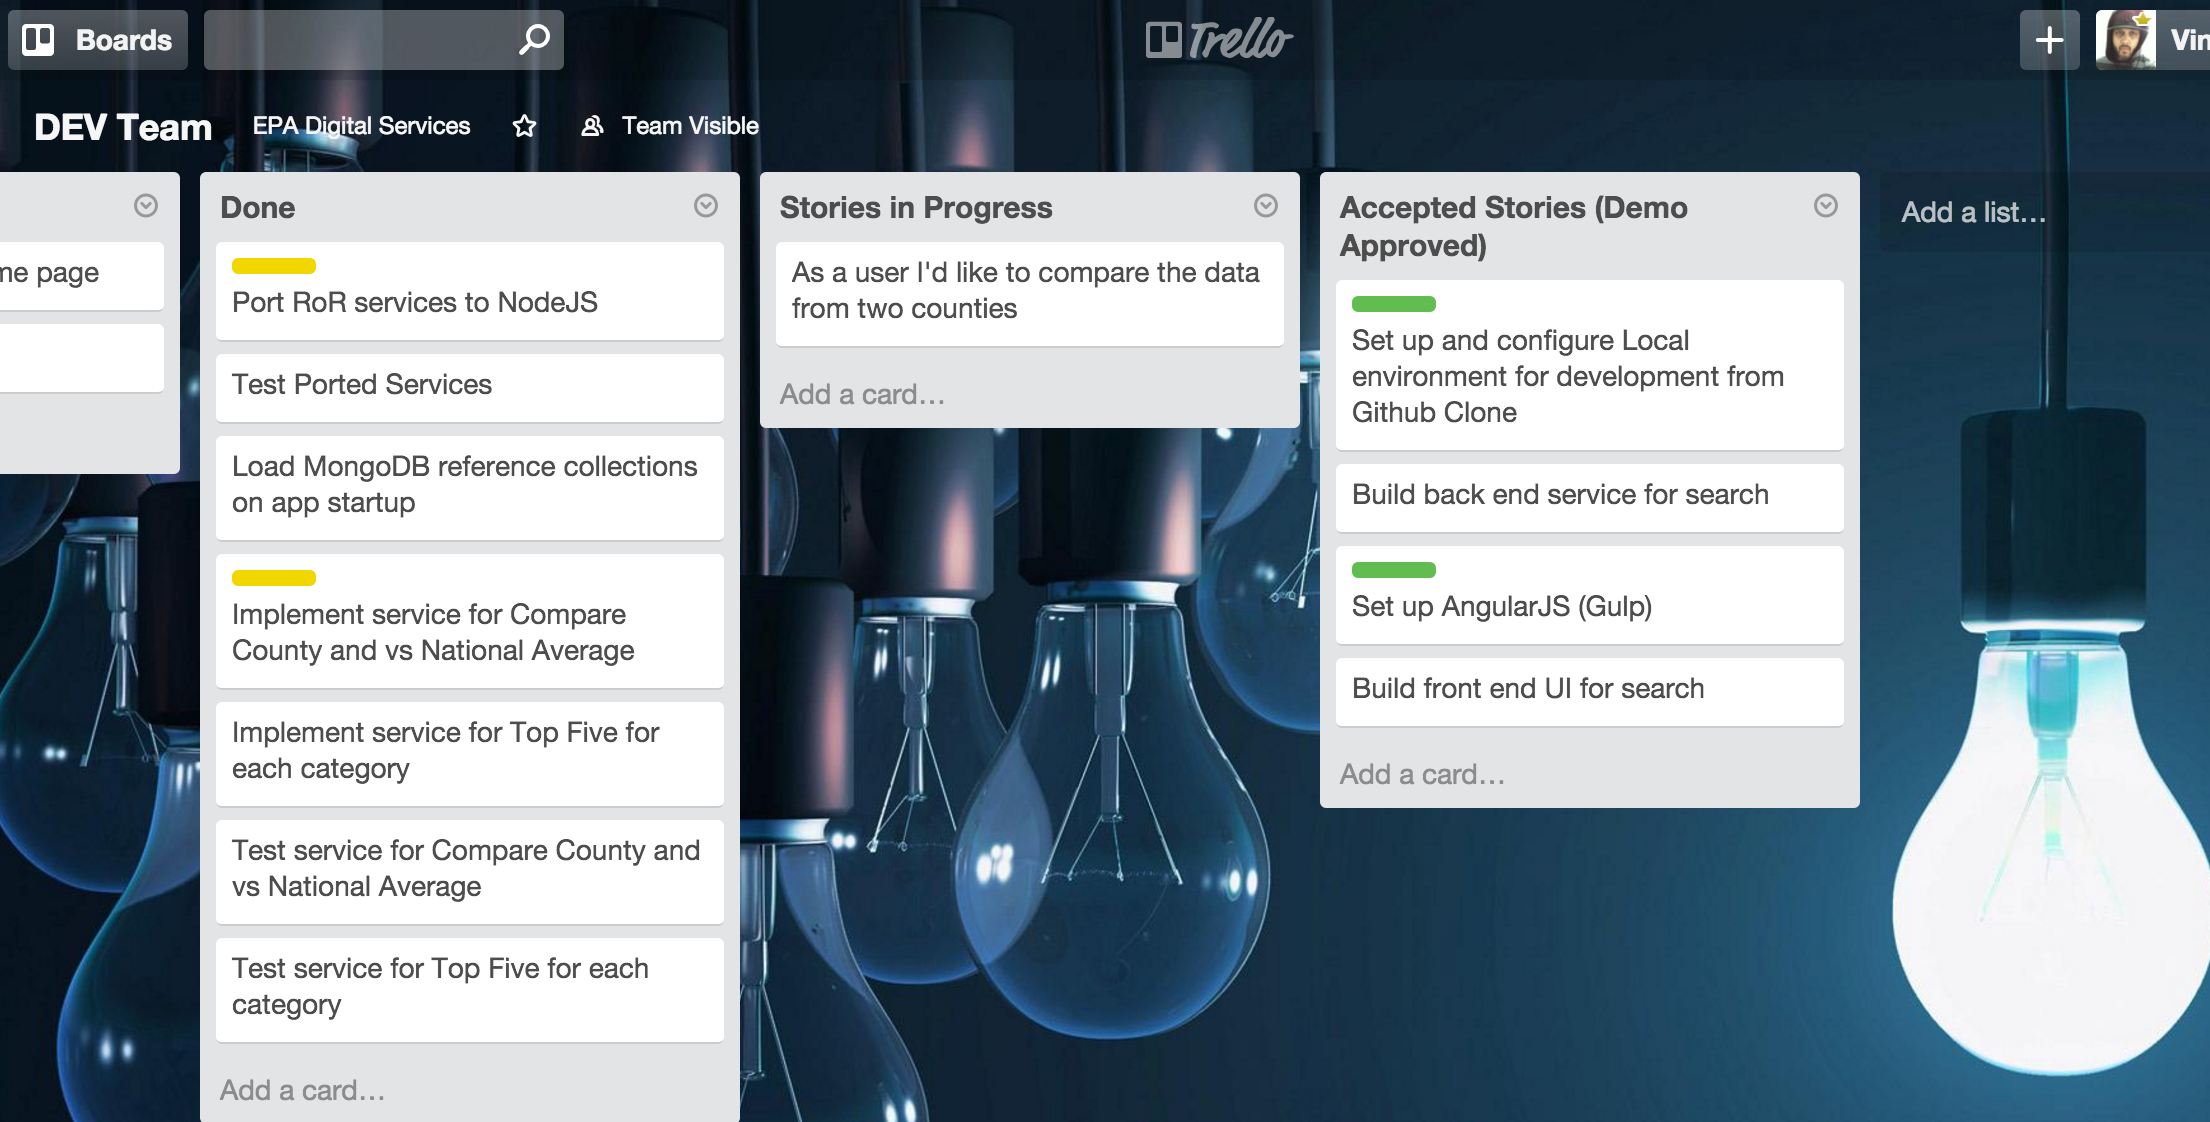 Boards
Trello
Vin
DEV Team
EPA Digital Services
Team Visible
me page
Done
Port RoR services to NodeJS
Test Ported Services
Load MongoDB reference collections
on app startup
Implement service for Compare
County and vs National Average
Implement service for Top Five for
each category
Test service for Compare County and
vs National Average
Test service for Top Five for each
category
Add a card…
Stories in Progress
As a user I'd like to compare the data
from two counties
Add a card…
Accepted Stories (Demo
Approved)
Set up and configure Local
environment for development from
Github Clone
Build back end service for search
Set up AngularJS (Gulp)
Build front end UI for search
Add a card…
Add a list…